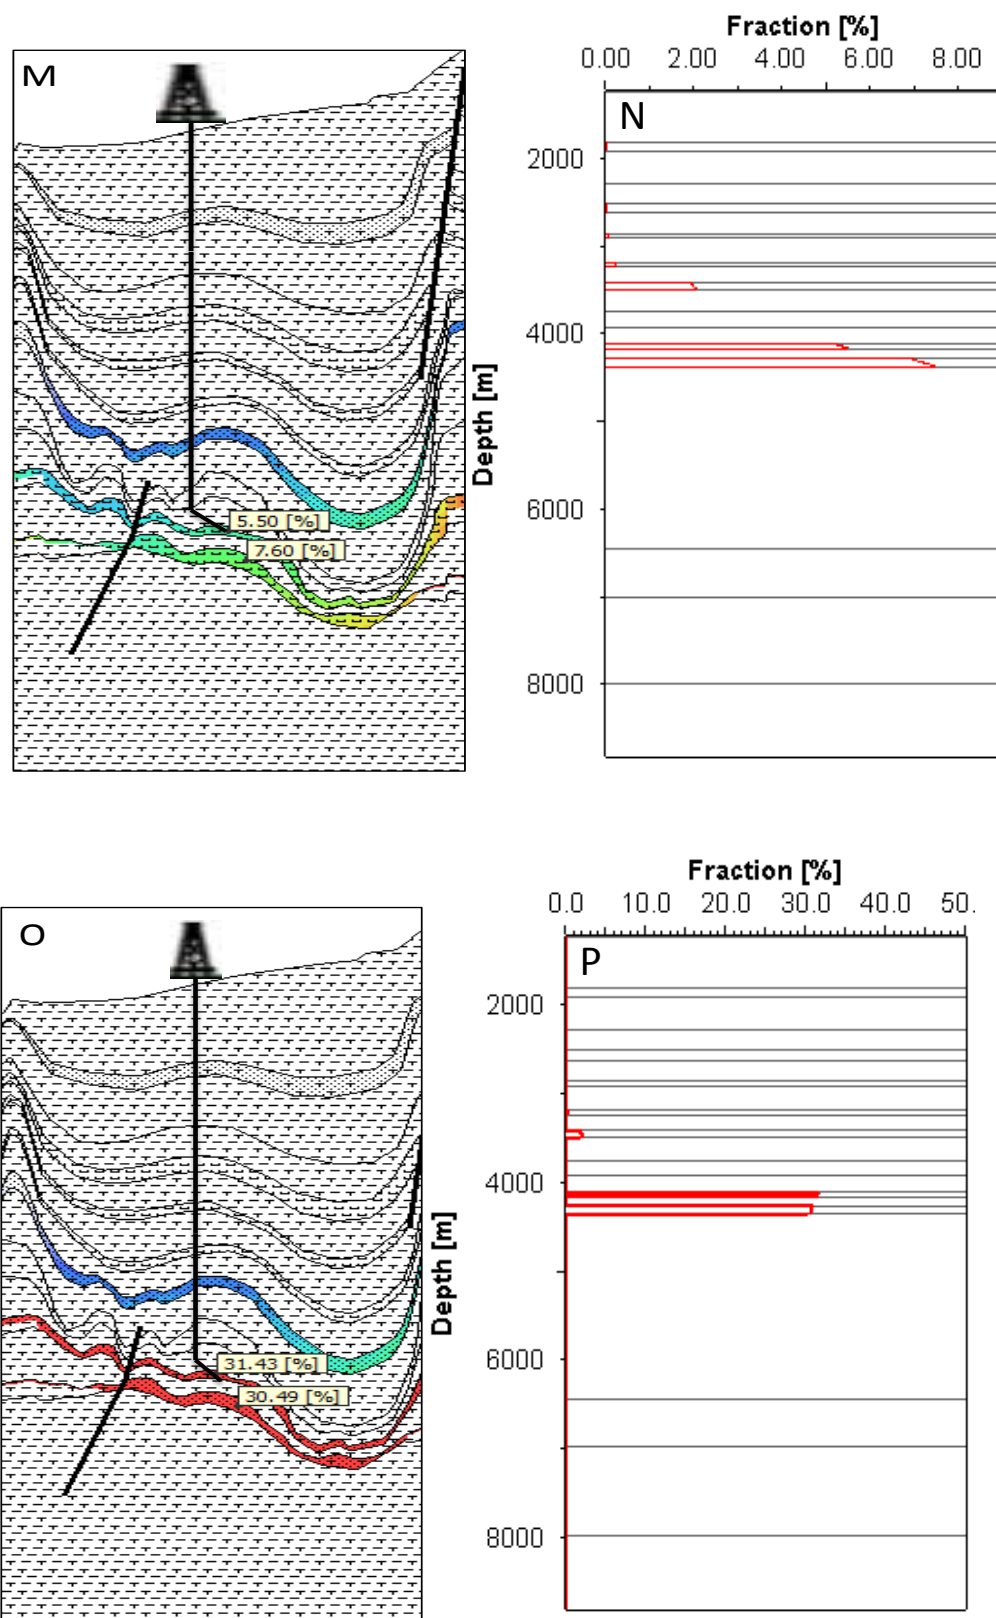 M
5.50 [%]
7.60 [%]
Fraction [%]
0.00 2.00 4.00 6.00 8.00
N
2000
4000
6000
8000
Depth [m]
O
31.43 [%]
30.49 [%]
Fraction [%]
0.0 10.0 20.0 30.0 40.0 50.
P
2000
4000
6000
8000
Depth [m]